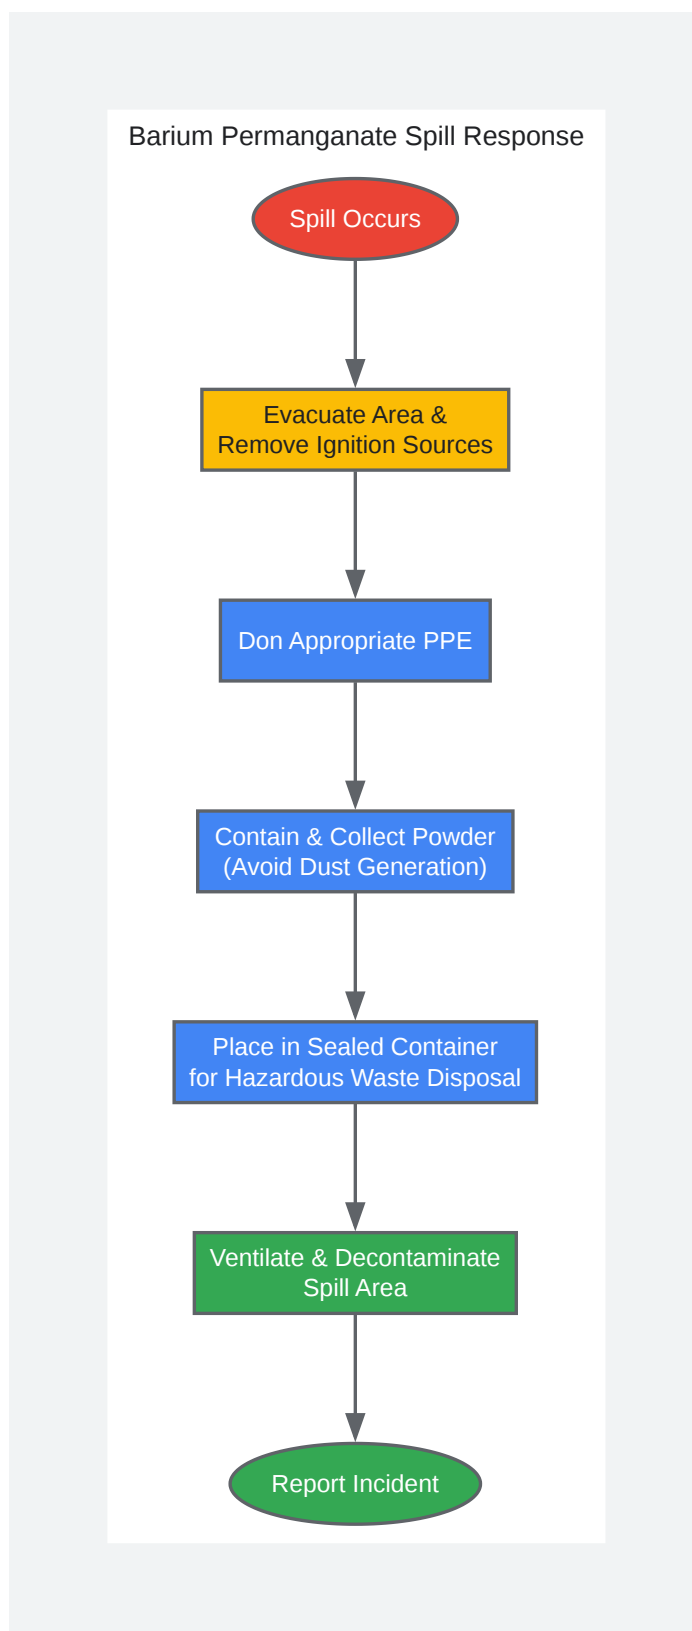 Barium Permanganate Spill Response
Spill Occurs
Evacuate Area &
Remove Ignition Sources
Don Appropriate PPE
Contain & Collect Powder
(Avoid Dust Generation)
Place in Sealed Container
for Hazardous Waste Disposal
Ventilate & Decontaminate
Spill Area
Report Incident